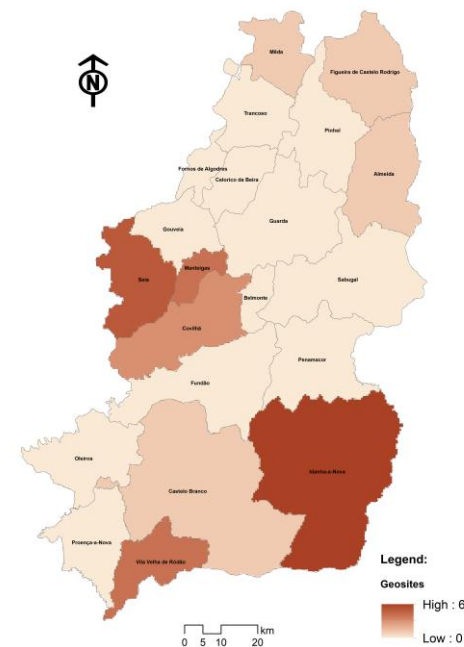 Mêda
Figueira de Castelo Rodrigo
N
Trancoso
Pinhel
Fornos de Algodres
Celorico da Beira
Almeida
Gouveia
Guarda
Seia
Manteigas
Sabugal
Belmonte
Covilhã
Penamacor
Fundão
Oleiros
Idanha-a-Nova
Castelo Branco
Proença-a-Nova
Vila Velha de Ródão
Legend:
Geosites
High : 6
Low : 0
km
0 5 10 20